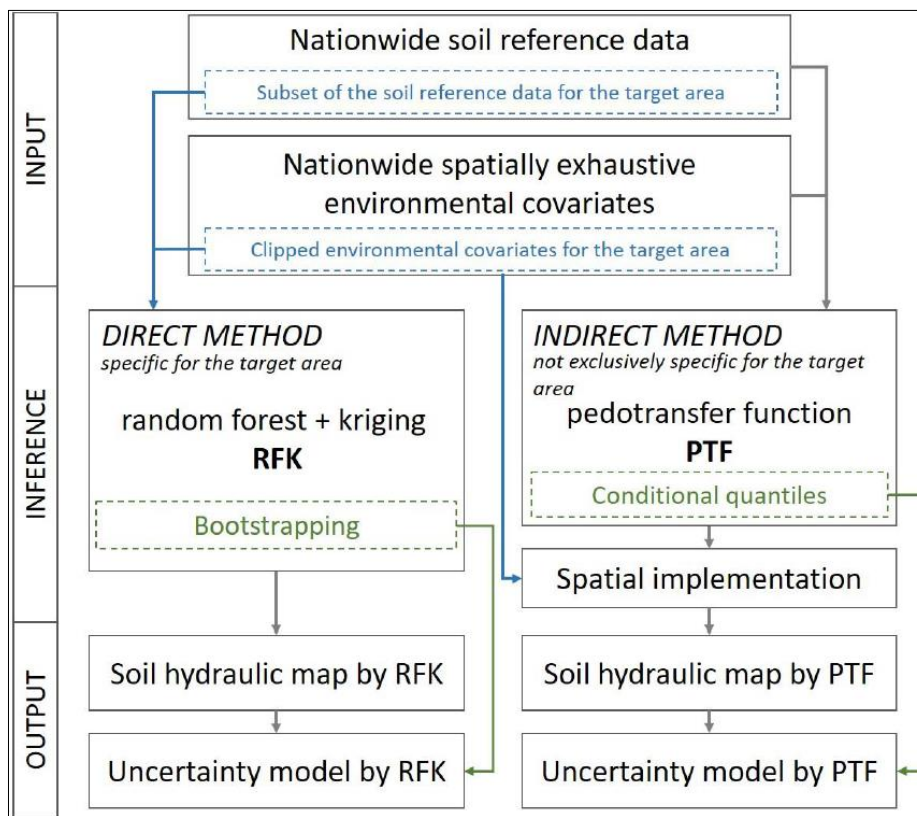 INPUT
Nationwide soil reference data
Subset of the soil reference data for the target area
Nationwide spatially exhaustive
environmental covariates
Clipped environmental covariates for the target area
INFERENCE
DIRECT METHOD
specific for the target area
random forest + kriging
RFK
Bootstrapping
INDIRECT METHOD
not exclusively specific for the target
area
pedotransfer function
PTF
Conditional quantiles
Spatial implementation
OUTPUT
Soil hydraulic map by RFK
Soil hydraulic map by PTF
Uncertainty model by RFK
Uncertainty model by PTF